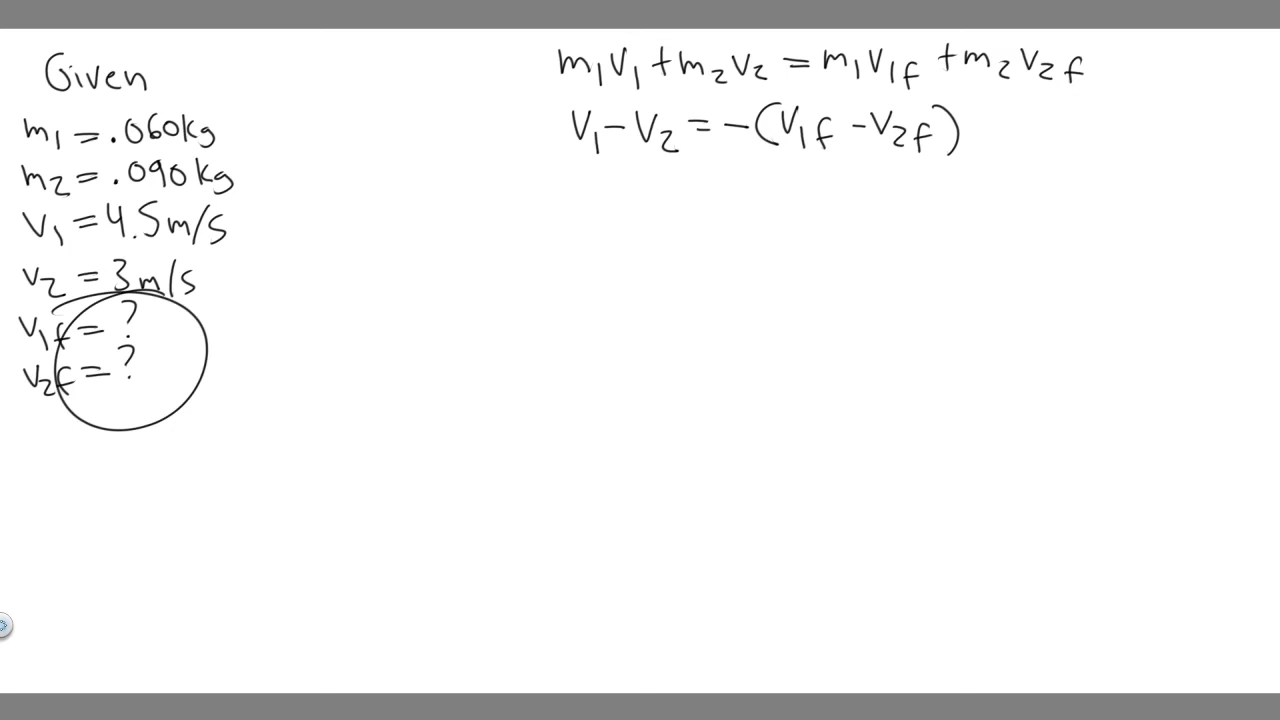 Given
m₁ = .060kg
m₂ = .090kg
v₁ = 4.5m/s
v₂ = 3m/s
v₁f = ?
v₂f = ?
m₁v₁ + m₂v₂ = m₁v₁f + m₂v₂f
v₁ - v₂ = -(v₁f - v₂f)